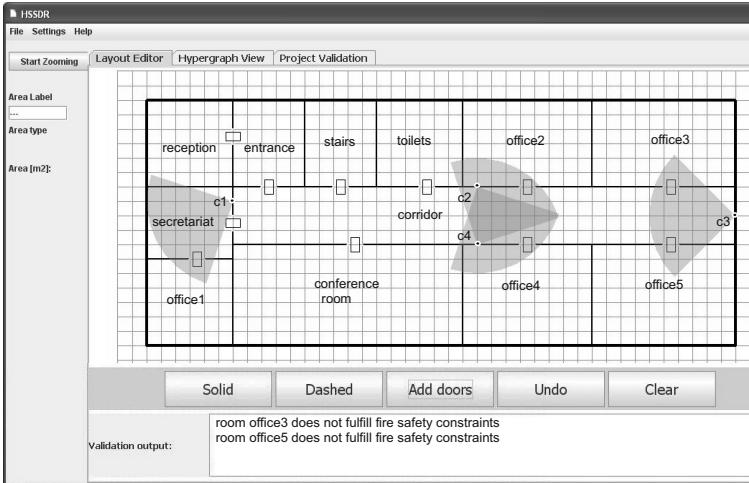 HSSDR
File Settings Help
Start Zooming
Layout Editor Hypergraph View Project Validation
Area Label
---
Area type
Area [m2]:
reception entrance stairs toilets office2 office3
c1 c2
secretariat corridor c3
c4
office1 conference room office4 office5
Solid Dashed Add doors Undo Clear
Validation output:
room office3 does not fulfill fire safety constraints
room office5 does not fulfill fire safety constraints